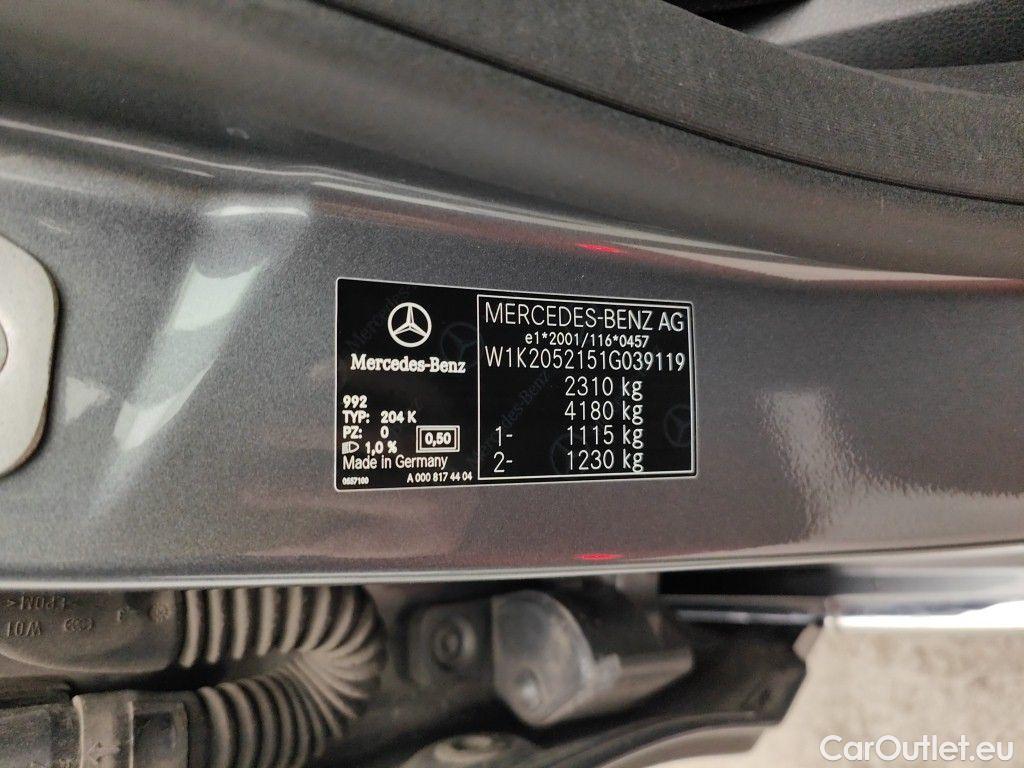 Mercedes-Benz
992
TYP: 204 K
PZ: 0
1,0 %
0,50
Made in Germany
0657100
A 000 817 44 04
MERCEDES-BENZ AG
e1*2001/116*0457
W1K2052151G039119
2310 kg
4180 kg
1- 1115 kg
2- 1230 kg
W01
CarOutlet.eu